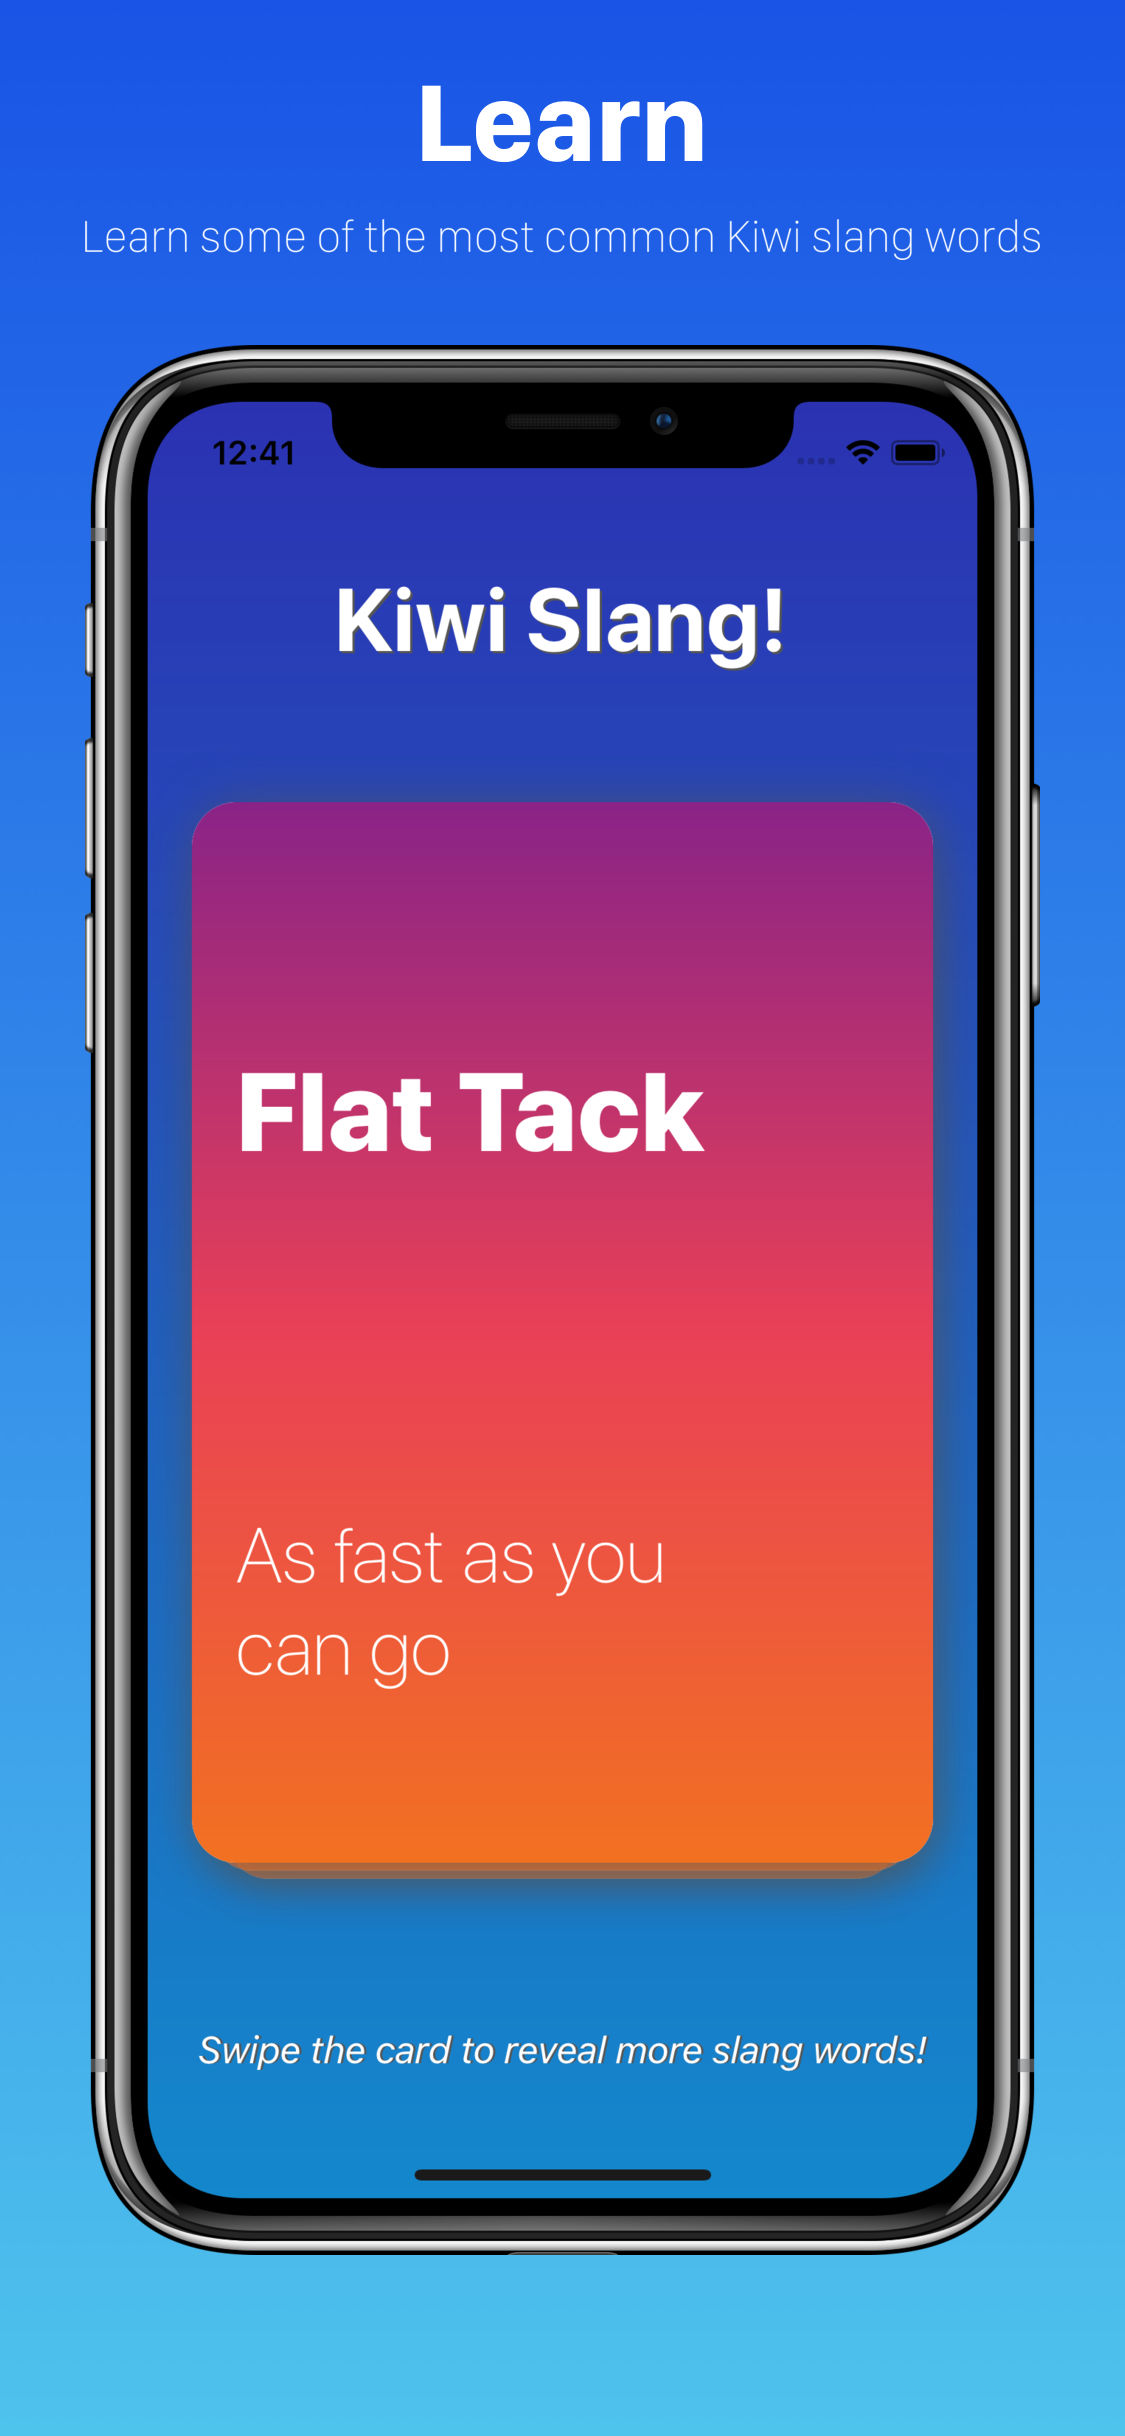 Learn
Learn some of the most common Kiwi slang words
12:41
Kiwi Slang!
Flat Tack
As fast as you
can go
Swipe the card to reveal more slang words!